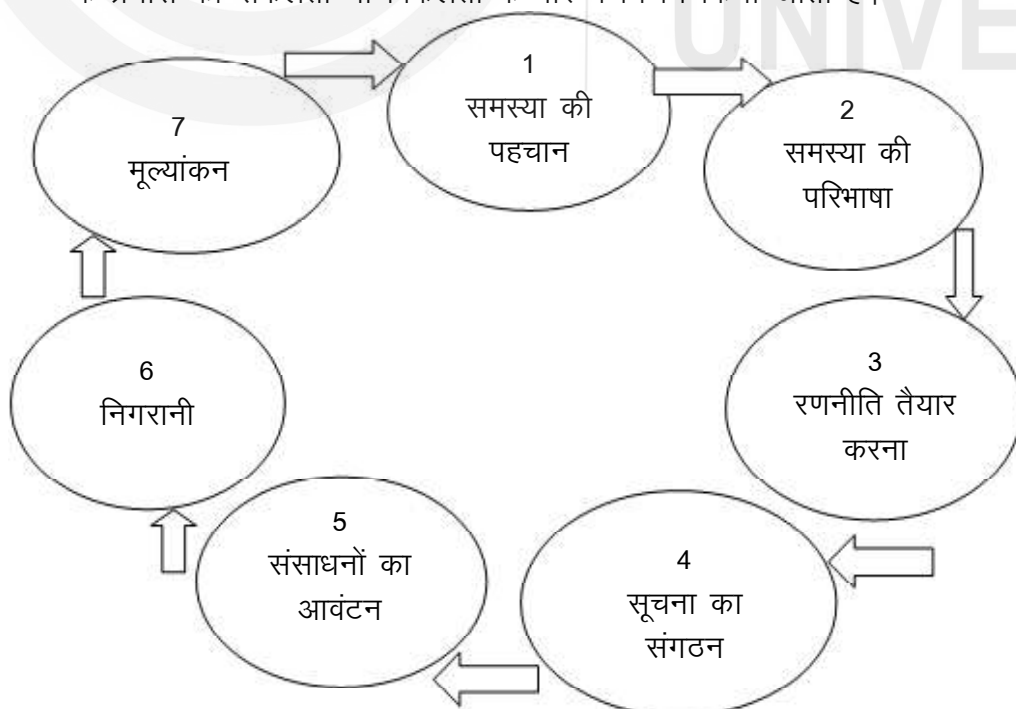 UNIVE
1
समस्या की
पहचान
2
समस्या की
परिभाषा
3
रणनीति तैयार
करना
4
सूचना का
संगठन
5
संसाधनों का
आवंटन
6
निगरानी
7
मूल्यांकन